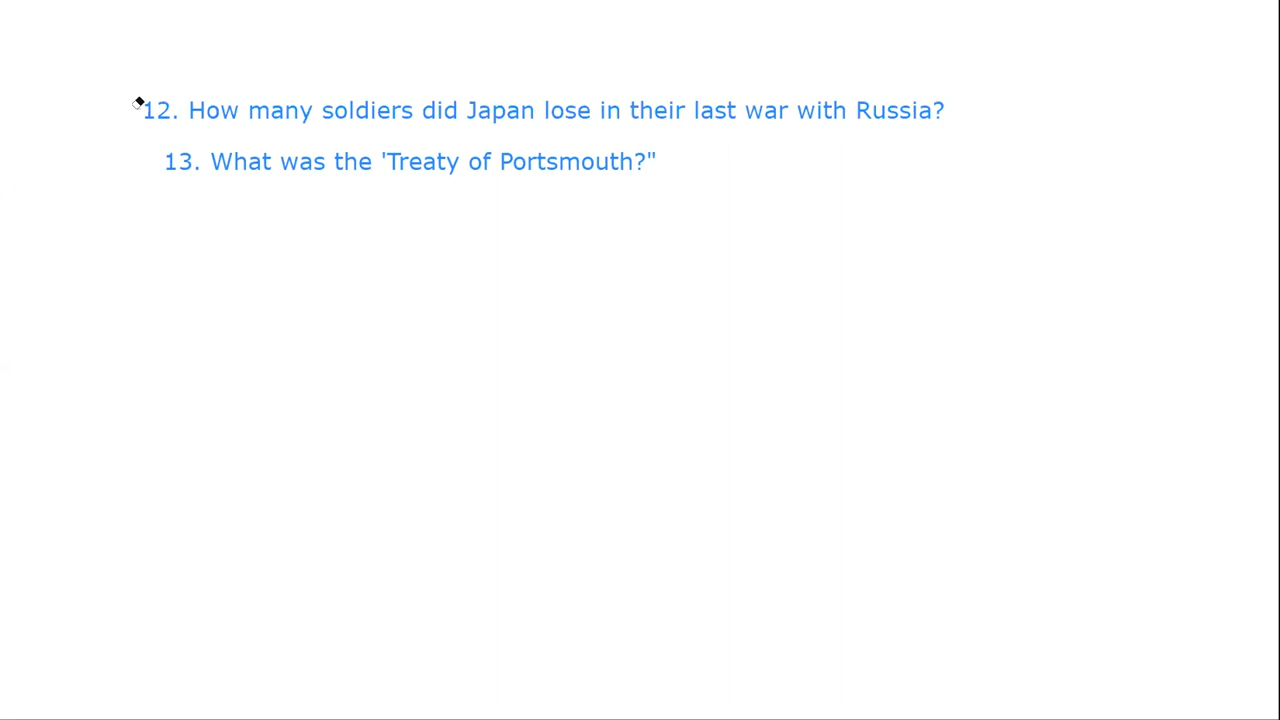 12. How many soldiers did Japan lose in their last war with Russia?
13. What was the 'Treaty of Portsmouth?"